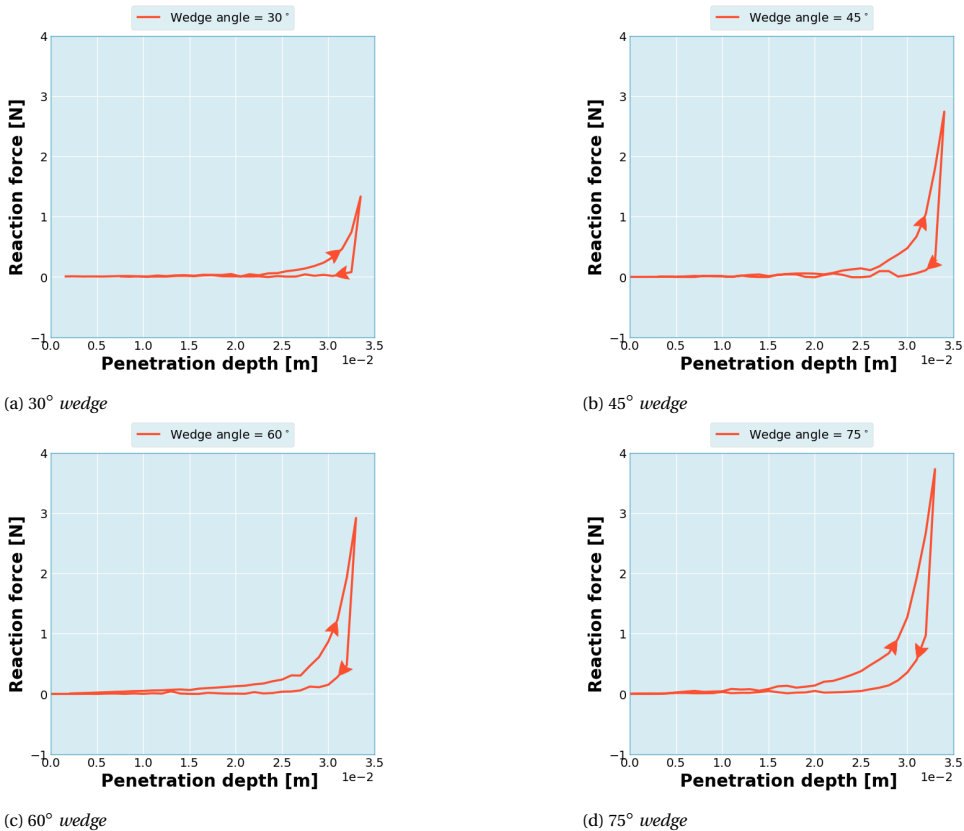 Wedge angle = 30°
4
3
2
1
0
−1
Reaction force [N]
0.0 0.5 1.0 1.5 2.0 2.5 3.0 3.5
1e−2
Penetration depth [m]
(a) 30° wedge
Wedge angle = 45°
4
3
2
1
0
−1
Reaction force [N]
0.0 0.5 1.0 1.5 2.0 2.5 3.0 3.5
1e−2
Penetration depth [m]
(b) 45° wedge
Wedge angle = 60°
4
3
2
1
0
−1
Reaction force [N]
0.0 0.5 1.0 1.5 2.0 2.5 3.0 3.5
1e−2
Penetration depth [m]
(c) 60° wedge
Wedge angle = 75°
4
3
2
1
0
−1
Reaction force [N]
0.0 0.5 1.0 1.5 2.0 2.5 3.0 3.5
1e−2
Penetration depth [m]
(d) 75° wedge